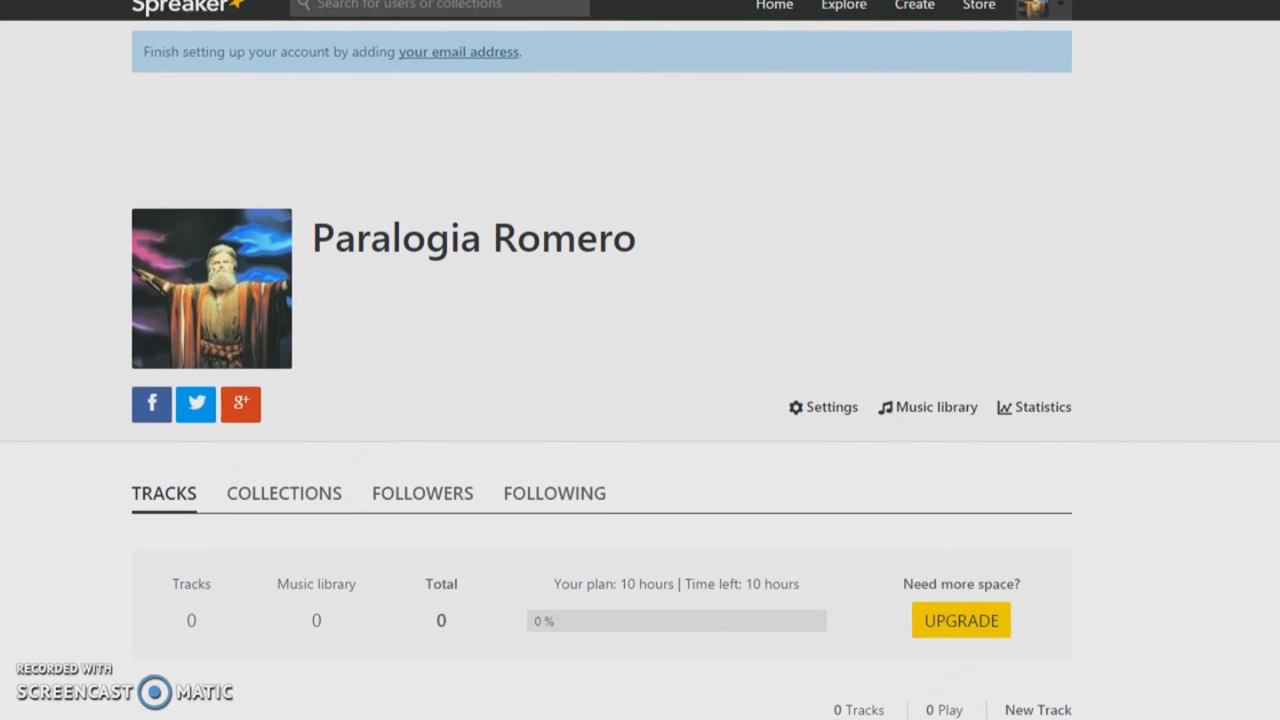 Spreaker
Search for users or collections
Home Explore Create Store
Finish setting up your account by adding your email address.
Paralogia Romero
f
g+
Settings Music library Statistics
TRACKS COLLECTIONS FOLLOWERS FOLLOWING
Tracks Music library Total Your plan: 10 hours | Time left: 10 hours Need more space?
0 0 0 0 % UPGRADE
RECORDED WITH
SCREENCAST MATIC
0 Tracks 0 Play New Track